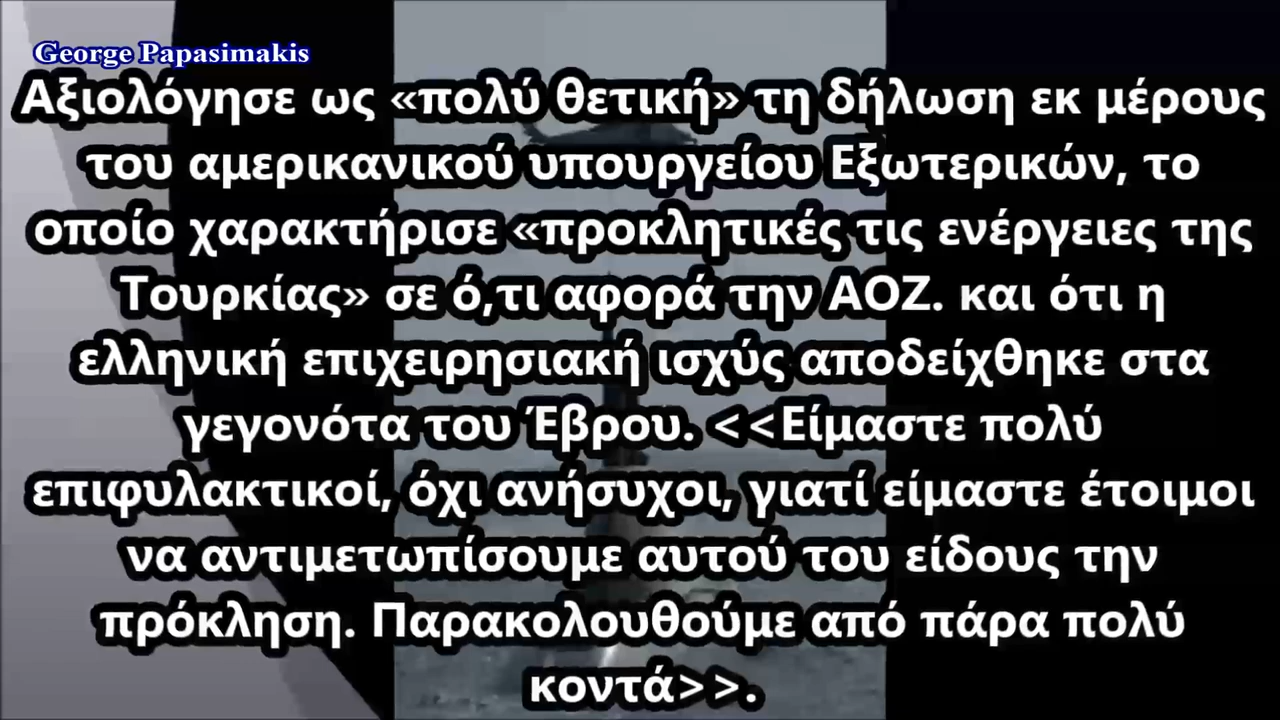 George Papasimakis
Αξιολόγησε ως «πολύ θετική» τη δήλωση εκ μέρους
του αμερικανικού υπουργείου Εξωτερικών, το
οποίο χαρακτήρισε «προκλητικές τις ενέργειες της
Τουρκίας» σε ό,τι αφορά την ΑΟΖ. και ότι η
ελληνική επιχειρησιακή ισχύς αποδείχθηκε στα
γεγονότα του Έβρου. <<Είμαστε πολύ
επιφυλακτικοί, όχι ανήσυχοι, γιατί είμαστε έτοιμοι
να αντιμετωπίσουμε αυτού του είδους την
πρόκληση. Παρακολουθούμε από πάρα πολύ
κοντά>>.